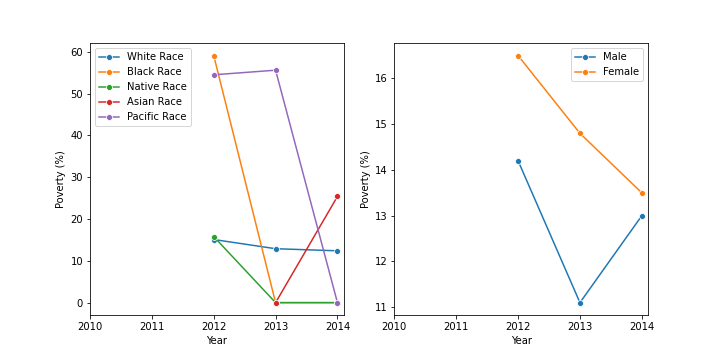 60
50
40
30
20
10
0
Poverty (%)
White Race
Black Race
Native Race
Asian Race
Pacific Race
2010 2011 2012 2013 2014
Year
16
15
14
13
12
11
Poverty (%)
Male
Female
2010 2011 2012 2013 2014
Year